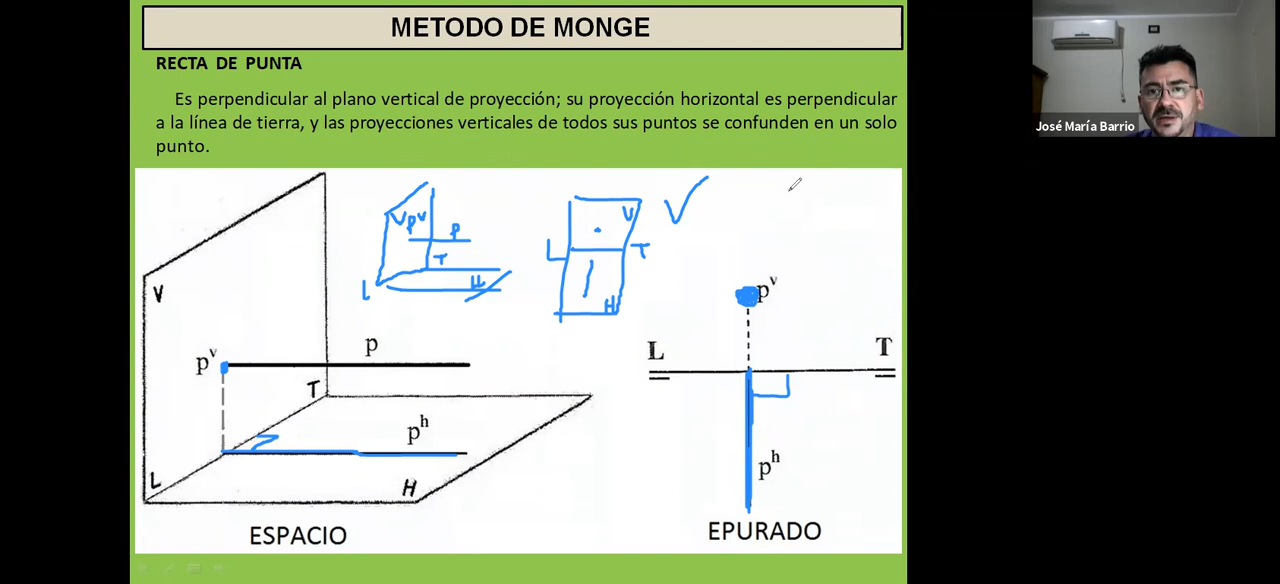 METODO DE MONGE
RECTA DE PUNTA
Es perpendicular al plano vertical de proyección; su proyección horizontal es perpendicular
a la línea de tierra, y las proyecciones verticales de todos sus puntos se confunden en un solo
punto.
José María Barrio
V
pᵛ
p
T
pʰ
L
H
ESPACIO
V pv
p
T
L
H
V
L
T
H
V
pᵛ
L
T
pʰ
EPURADO